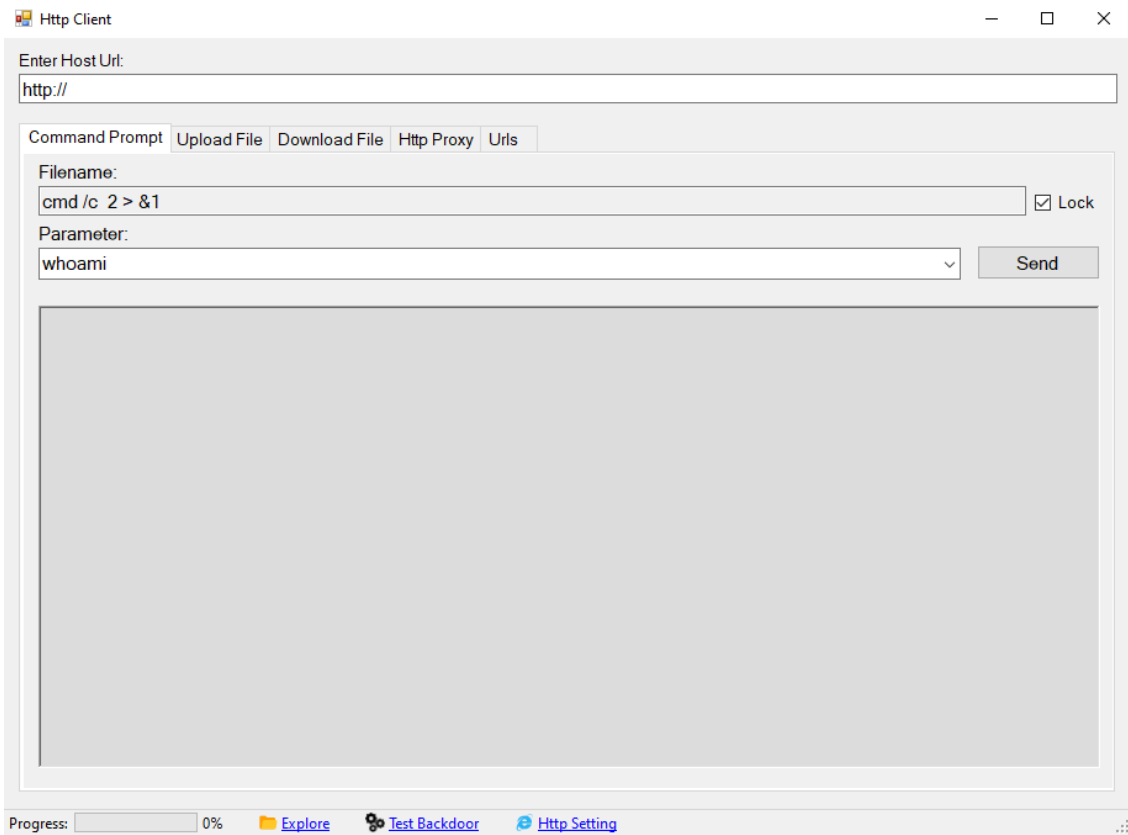 Http Client
Enter Host Url:
http://
Command Prompt Upload File Download File Http Proxy Urls
Filename:
cmd /c  2 > &1 Lock
Parameter:
whoami Send
Progress: 0% Explore Test Backdoor Http Setting